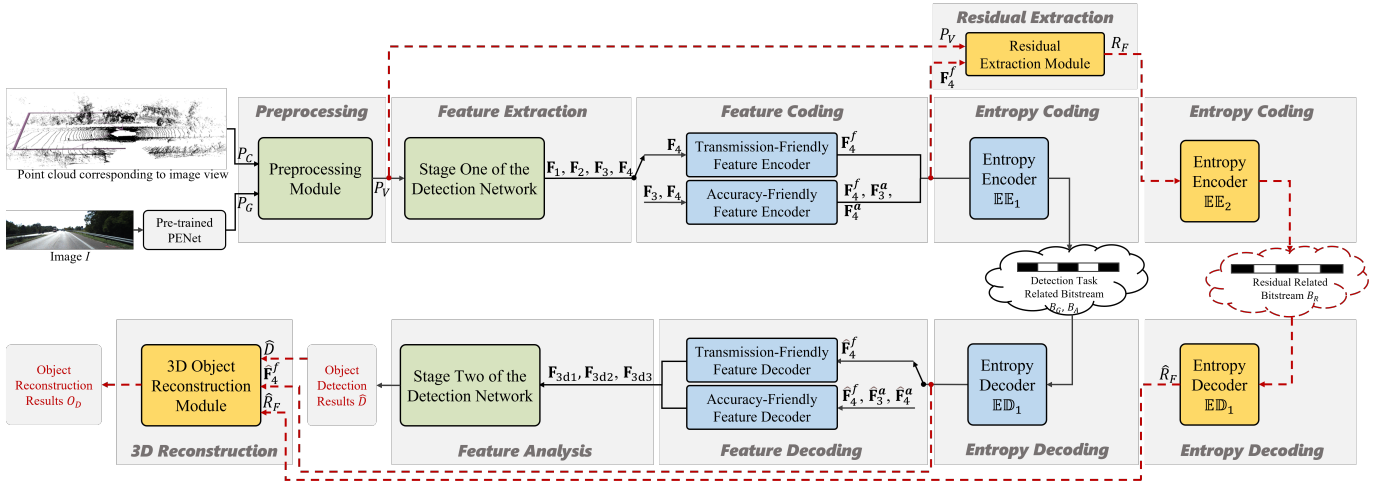 Residual Extraction
P_V
Residual
Extraction Module
R_F
F_4^f
Preprocessing
Feature Extraction
Feature Coding
Entropy Coding
Entropy Coding
Point cloud corresponding to image view
P_C
P_G
Preprocessing
Module
P_V
Stage One of the
Detection Network
F_1, F_2, F_3, F_4
F_4
Transmission-Friendly
Feature Encoder
F_4^f
F_3, F_4
Accuracy-Friendly
Feature Encoder
F_4^f, F_3^a,
F_4^a
Entropy
Encoder
𝔼𝔼_1
Entropy
Encoder
𝔼𝔼_2
Image I
Pre-trained
PENet
Detection Task
Related Bitstream
B_G, B_A
Residual Related
Bitstream B_R
Object
Reconstruction
Results O_D
3D Object
Reconstruction
Module
D̂
F̂_4^f
R̂_F
Object
Detection
Results D̂
Stage Two of the
Detection Network
F_3d1, F_3d2, F_3d3
Transmission-Friendly
Feature Decoder
F̂_4^f
Accuracy-Friendly
Feature Decoder
F̂_4^f, F̂_3^a, F̂_4^a
Entropy
Decoder
𝔼𝔻_1
R̂_F
Entropy
Decoder
𝔼𝔻_1
3D Reconstruction
Feature Analysis
Feature Decoding
Entropy Decoding
Entropy Decoding